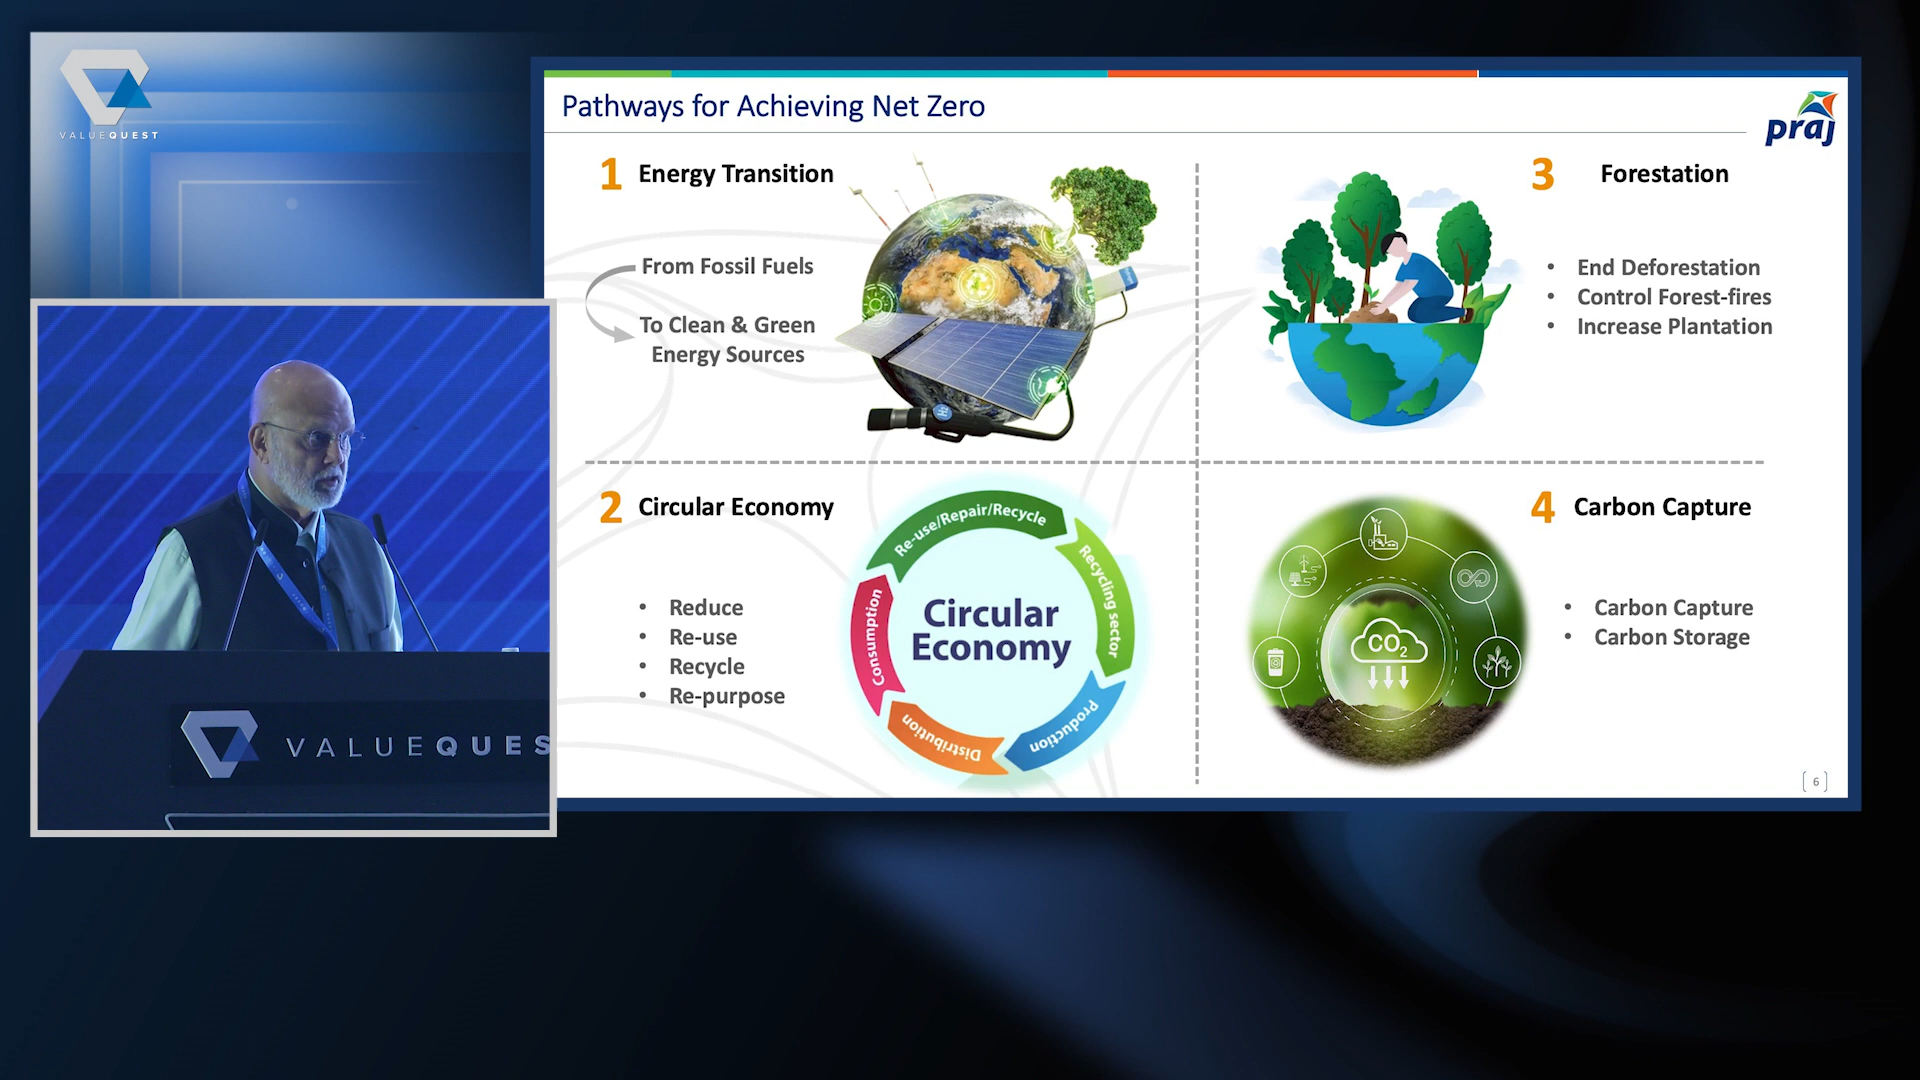 VALUEQUEST
Pathways for Achieving Net Zero
praj
1 Energy Transition
From Fossil Fuels
To Clean & Green
Energy Sources
3 Forestation
• End Deforestation
• Control Forest-fires
• Increase Plantation
2 Circular Economy
• Reduce
• Re-use
• Recycle
• Re-purpose
Re-use/Repair/Recycle
Recycling sector
Production
Distribution
Consumption
Circular
Economy
4 Carbon Capture
• Carbon Capture
• Carbon Storage
CO2
VALUEQUES
[ 6 ]